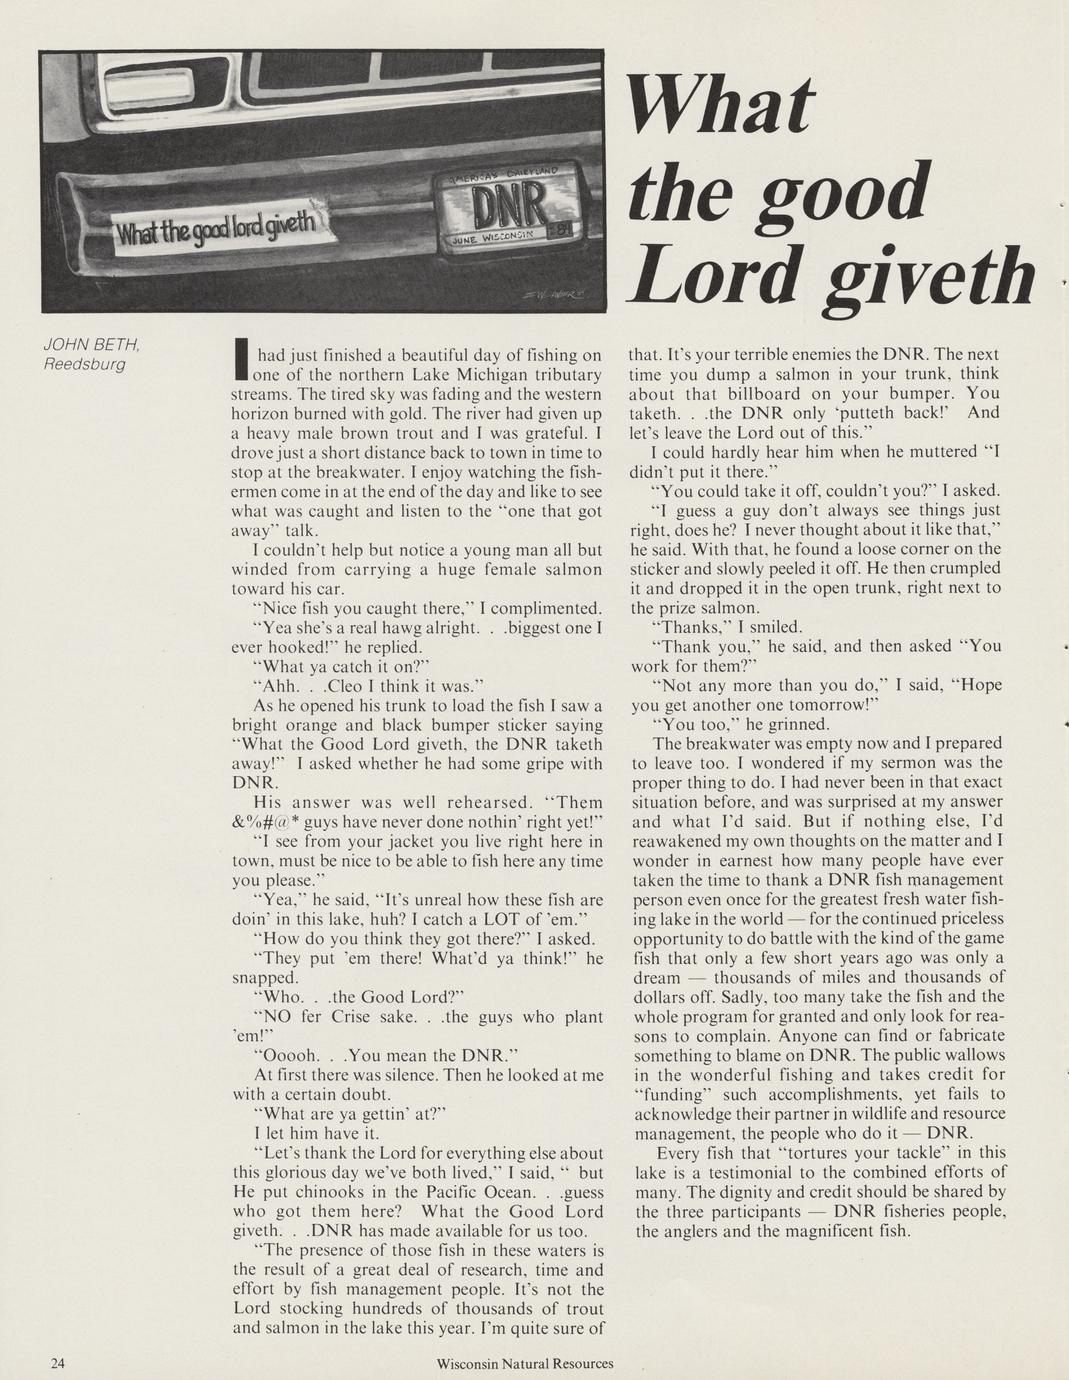 What the good lord giveth
AMERICA'S DAIRYLAND
DNR
JUNE WISCONSIN 84
What
the good
Lord giveth
JOHN BETH,
Reedsburg
I had just finished a beautiful day of fishing on
one of the northern Lake Michigan tributary
streams. The tired sky was fading and the western
horizon burned with gold. The river had given up
a heavy male brown trout and I was grateful. I
drove just a short distance back to town in time to
stop at the breakwater. I enjoy watching the fish-
ermen come in at the end of the day and like to see
what was caught and listen to the “one that got
away” talk.
I couldn't help but notice a young man all but
winded from carrying a huge female salmon
toward his car.
“Nice fish you caught there,” I complimented.
“Yea she's a real hawg alright. . .biggest one I
ever hooked!” he replied.
“What ya catch it on?”
“Ahh. . .Cleo I think it was.”
As he opened his trunk to load the fish I saw a
bright orange and black bumper sticker saying
“What the Good Lord giveth, the DNR taketh
away!” I asked whether he had some gripe with
DNR.
His answer was well rehearsed. “Them
&%#@* guys have never done nothin' right yet!”
“I see from your jacket you live right here in
town, must be nice to be able to fish here any time
you please.”
“Yea,” he said, “It's unreal how these fish are
doin' in this lake, huh? I catch a LOT of 'em.”
“How do you think they got there?” I asked.
“They put 'em there! What'd ya think!” he
snapped.
“Who. . .the Good Lord?”
“NO fer Crise sake. . .the guys who plant
'em!”
“Ooooh. . .You mean the DNR.”
At first there was silence. Then he looked at me
with a certain doubt.
“What are ya gettin' at?”
I let him have it.
“Let's thank the Lord for everything else about
this glorious day we've both lived,” I said, “ but
He put chinooks in the Pacific Ocean. . .guess
who got them here? What the Good Lord
giveth. . .DNR has made available for us too.
“The presence of those fish in these waters is
the result of a great deal of research, time and
effort by fish management people. It's not the
Lord stocking hundreds of thousands of trout
and salmon in the lake this year. I'm quite sure of
that. It's your terrible enemies the DNR. The next
time you dump a salmon in your trunk, think
about that billboard on your bumper. You
taketh. . .the DNR only ‘putteth back!’ And
let's leave the Lord out of this.”
I could hardly hear him when he muttered “I
didn't put it there.”
“You could take it off, couldn't you?” I asked.
“I guess a guy don't always see things just
right, does he? I never thought about it like that,”
he said. With that, he found a loose corner on the
sticker and slowly peeled it off. He then crumpled
it and dropped it in the open trunk, right next to
the prize salmon.
“Thanks,” I smiled.
“Thank you,” he said, and then asked “You
work for them?”
“Not any more than you do,” I said, “Hope
you get another one tomorrow!”
“You too,” he grinned.
The breakwater was empty now and I prepared
to leave too. I wondered if my sermon was the
proper thing to do. I had never been in that exact
situation before, and was surprised at my answer
and what I'd said. But if nothing else, I'd
reawakened my own thoughts on the matter and I
wonder in earnest how many people have ever
taken the time to thank a DNR fish management
person even once for the greatest fresh water fish-
ing lake in the world — for the continued priceless
opportunity to do battle with the kind of the game
fish that only a few short years ago was only a
dream — thousands of miles and thousands of
dollars off. Sadly, too many take the fish and the
whole program for granted and only look for rea-
sons to complain. Anyone can find or fabricate
something to blame on DNR. The public wallows
in the wonderful fishing and takes credit for
“funding” such accomplishments, yet fails to
acknowledge their partner in wildlife and resource
management, the people who do it — DNR.
Every fish that “tortures your tackle” in this
lake is a testimonial to the combined efforts of
many. The dignity and credit should be shared by
the three participants — DNR fisheries people,
the anglers and the magnificent fish.
24
Wisconsin Natural Resources